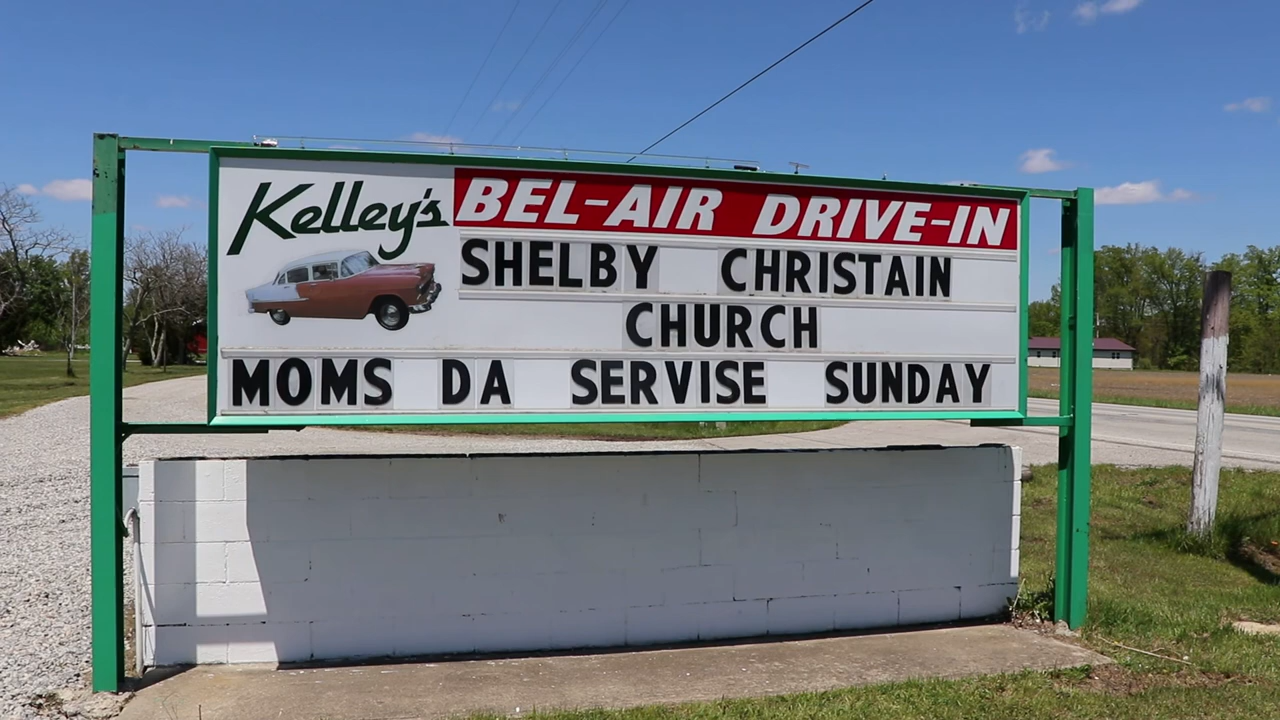 Kelley's BEL-AIR DRIVE-IN
SHELBY CHRISTAIN
CHURCH
MOMS DA SERVISE SUNDAY